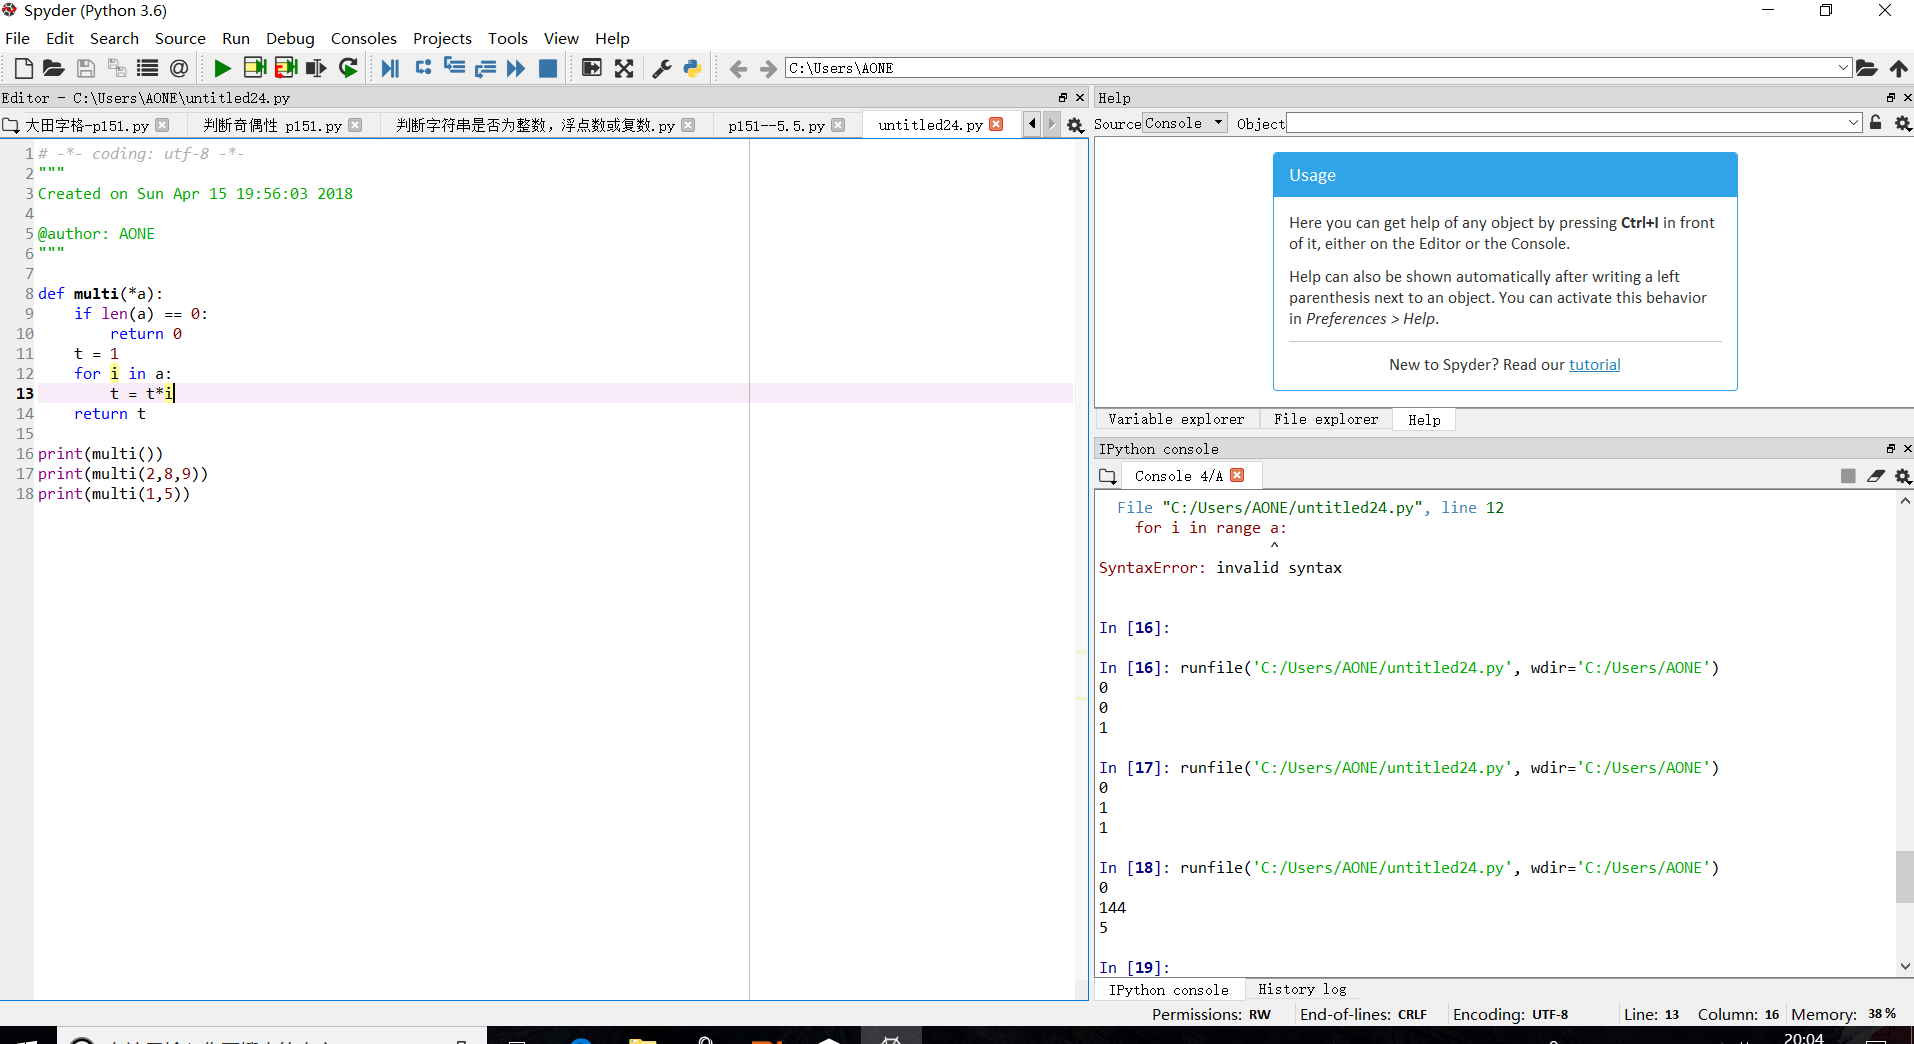 Spyder (Python 3.6)
File Edit Search Source Run Debug Consoles Projects Tools View Help
C:\Users\AONE
Editor - C:\Users\AONE\untitled24.py
大田字格-p151.py 判断奇偶性 p151.py 判断字符串是否为整数，浮点数或复数.py p151--5.5.py untitled24.py
1 # -*- coding: utf-8 -*-
2 """
3 Created on Sun Apr 15 19:56:03 2018
4
5 @author: AONE
6 """
7
8 def multi(*a):
9     if len(a) == 0:
10         return 0
11     t = 1
12     for i in a:
13         t = t*i
14     return t
15
16 print(multi())
17 print(multi(2,8,9))
18 print(multi(1,5))
Help
Source Console Object
Usage
Here you can get help of any object by pressing Ctrl+I in front
of it, either on the Editor or the Console.
Help can also be shown automatically after writing a left
parenthesis next to an object. You can activate this behavior
in Preferences > Help.
New to Spyder? Read our tutorial
Variable explorer File explorer Help
IPython console
Console 4/A
File "C:/Users/AONE/untitled24.py", line 12
for i in range a:
^
SyntaxError: invalid syntax
In [16]:
In [16]: runfile('C:/Users/AONE/untitled24.py', wdir='C:/Users/AONE')
0
0
1
In [17]: runfile('C:/Users/AONE/untitled24.py', wdir='C:/Users/AONE')
0
1
1
In [18]: runfile('C:/Users/AONE/untitled24.py', wdir='C:/Users/AONE')
0
144
5
In [19]:
IPython console History log
Permissions: RW End-of-lines: CRLF Encoding: UTF-8 Line: 13 Column: 16 Memory: 38 %
20:04